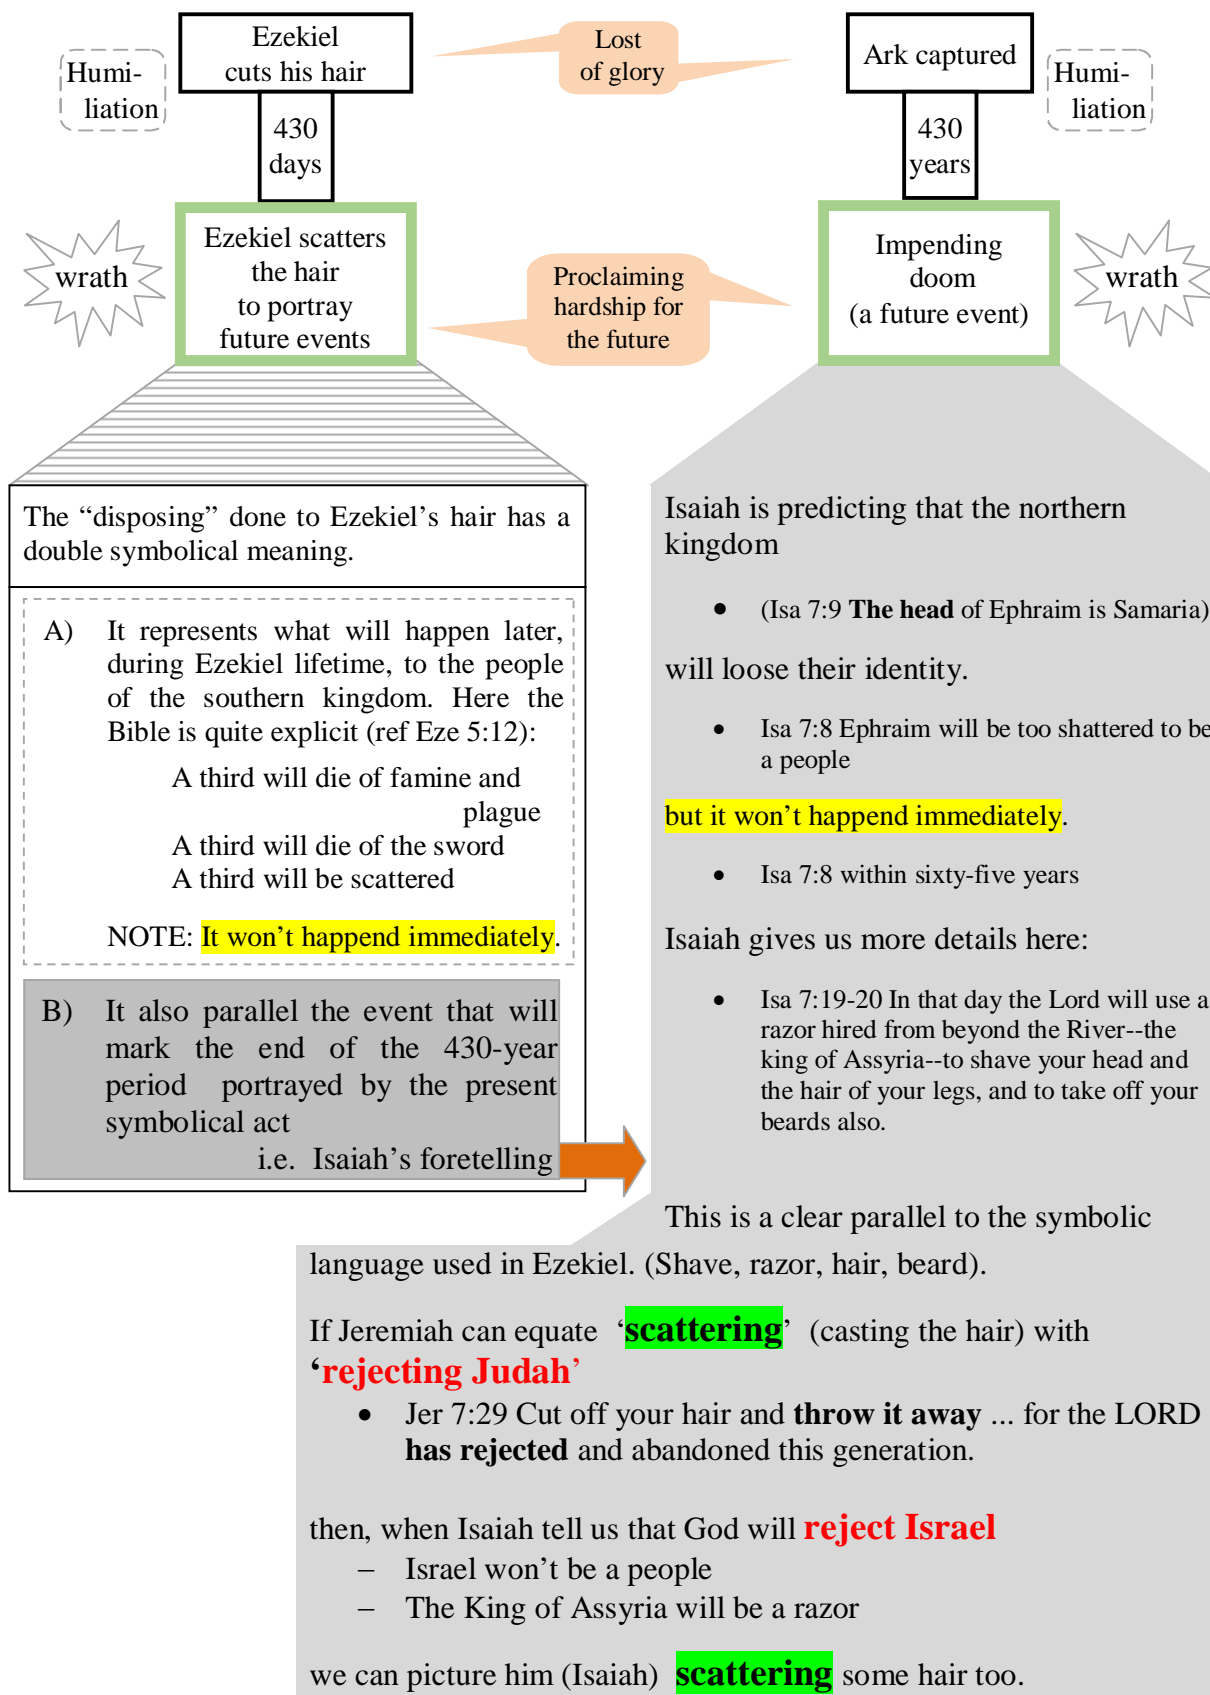 Ezekiel
cuts his hair
Lost
of glory
Ark captured
Humi-
liation
Humi-
liation
430
days
430
years
wrath
Ezekiel scatters
the hair
to portray
future events
Proclaiming
hardship for
the future
Impending
doom
(a future event)
wrath
The “disposing” done to Ezekiel’s hair has a
double symbolical meaning.
A) It represents what will happen later,
during Ezekiel lifetime, to the people
of the southern kingdom. Here the
Bible is quite explicit (ref Eze 5:12):
A third will die of famine and
plague
A third will die of the sword
A third will be scattered
NOTE: It won’t happend immediately.
B) It also parallel the event that will
mark the end of the 430-year
period portrayed by the present
symbolical act
i.e. Isaiah’s foretelling
Isaiah is predicting that the northern
kingdom
• (Isa 7:9 The head of Ephraim is Samaria)
will loose their identity.
• Isa 7:8 Ephraim will be too shattered to be
a people
but it won’t happend immediately.
• Isa 7:8 within sixty-five years
Isaiah gives us more details here:
• Isa 7:19-20 In that day the Lord will use a
razor hired from beyond the River--the
king of Assyria--to shave your head and
the hair of your legs, and to take off your
beards also.
This is a clear parallel to the symbolic
language used in Ezekiel. (Shave, razor, hair, beard).
If Jeremiah can equate ‘scattering’ (casting the hair) with
‘rejecting Judah’
• Jer 7:29 Cut off your hair and throw it away ... for the LORD
has rejected and abandoned this generation.
then, when Isaiah tell us that God will reject Israel
– Israel won’t be a people
– The King of Assyria will be a razor
we can picture him (Isaiah) scattering some hair too.